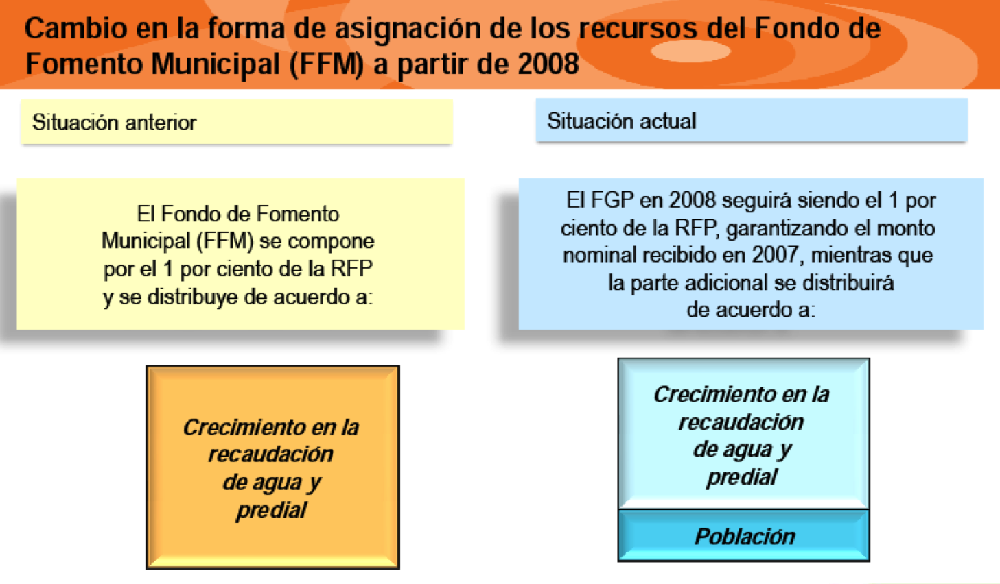 Cambio en la forma de asignación de los recursos del Fondo de
Fomento Municipal (FFM) a partir de 2008
Situación anterior
El Fondo de Fomento
Municipal (FFM) se compone
por el 1 por ciento de la RFP
y se distribuye de acuerdo a:
Crecimiento en la
recaudación
de agua y
predial
Situación actual
El FGP en 2008 seguirá siendo el 1 por
ciento de la RFP, garantizando el monto
nominal recibido en 2007, mientras que
la parte adicional se distribuirá
de acuerdo a:
Crecimiento en la
recaudación
de agua y
predial
Población